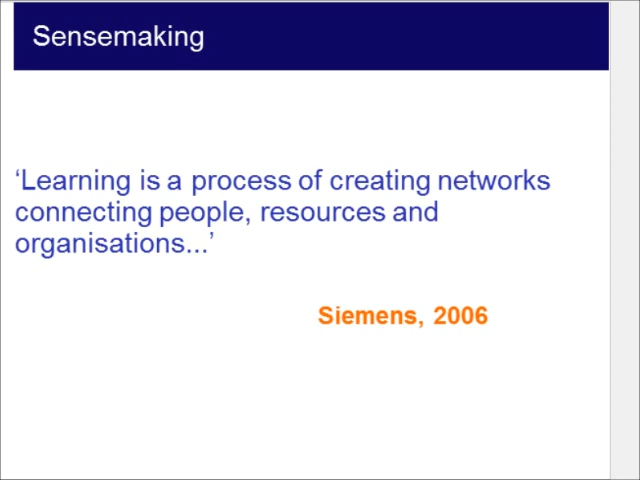 Sensemaking
‘Learning is a process of creating networks
connecting people, resources and
organisations...’
Siemens, 2006